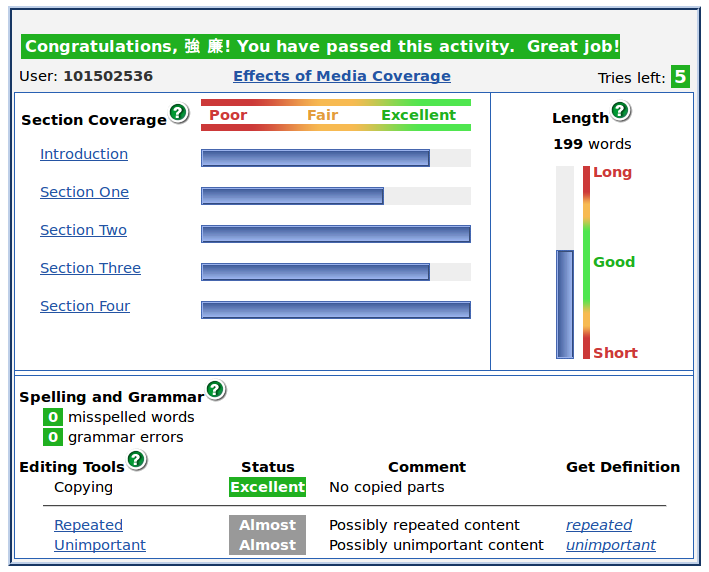 Congratulations, 強 廉! You have passed this activity. Great job!
User: 101502536 Effects of Media Coverage Tries left: 5
Section Coverage ? Poor Fair Excellent
Introduction
Section One
Section Two
Section Three
Section Four
Length ?
199 words
Long
Good
Short
Spelling and Grammar ?
0 misspelled words
0 grammar errors
Editing Tools ? Status Comment Get Definition
Copying Excellent No copied parts
Repeated Almost Possibly repeated content repeated
Unimportant Almost Possibly unimportant content unimportant